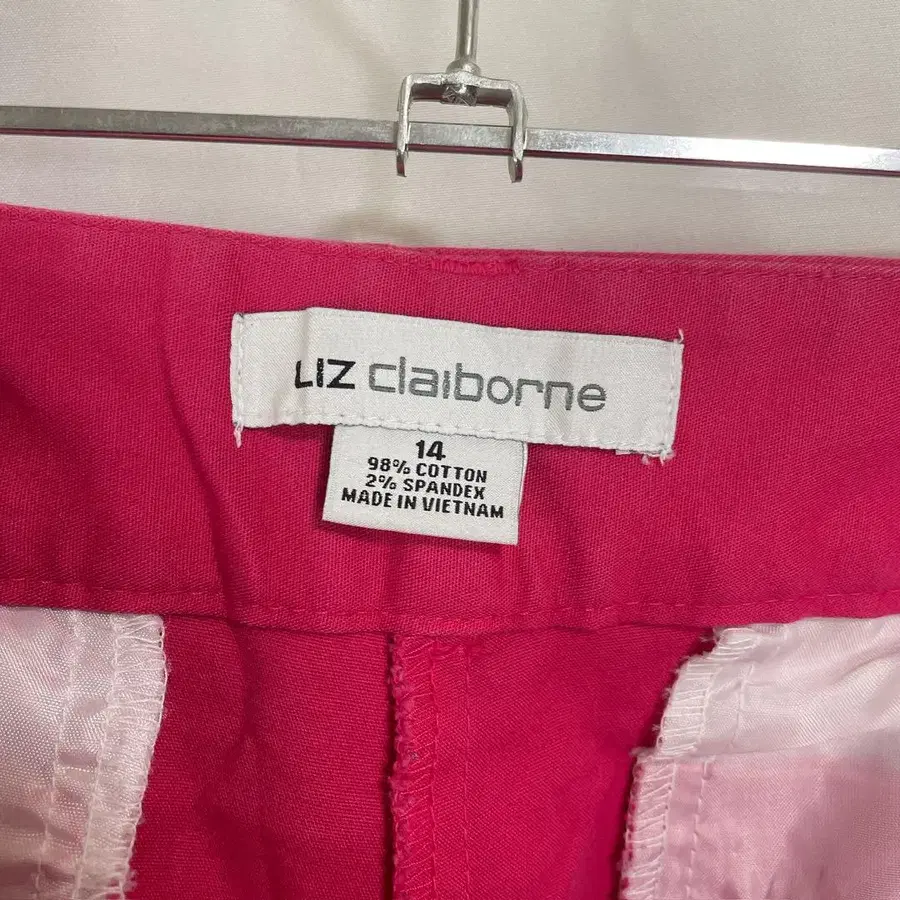 LIZ claiborne
14
98% COTTON
2% SPANDEX
MADE IN VIETNAM